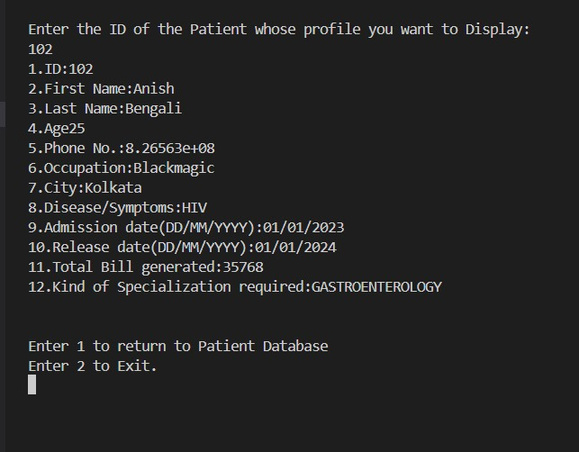 Enter the ID of the Patient whose profile you want to Display:
102
1.ID:102
2.First Name:Anish
3.Last Name:Bengali
4.Age25
5.Phone No.:8.26563e+08
6.Occupation:Blackmagic
7.City:Kolkata
8.Disease/Symptoms:HIV
9.Admission date(DD/MM/YYYY):01/01/2023
10.Release date(DD/MM/YYYY):01/01/2024
11.Total Bill generated:35768
12.Kind of Specialization required:GASTROENTEROLOGY
Enter 1 to return to Patient Database
Enter 2 to Exit.